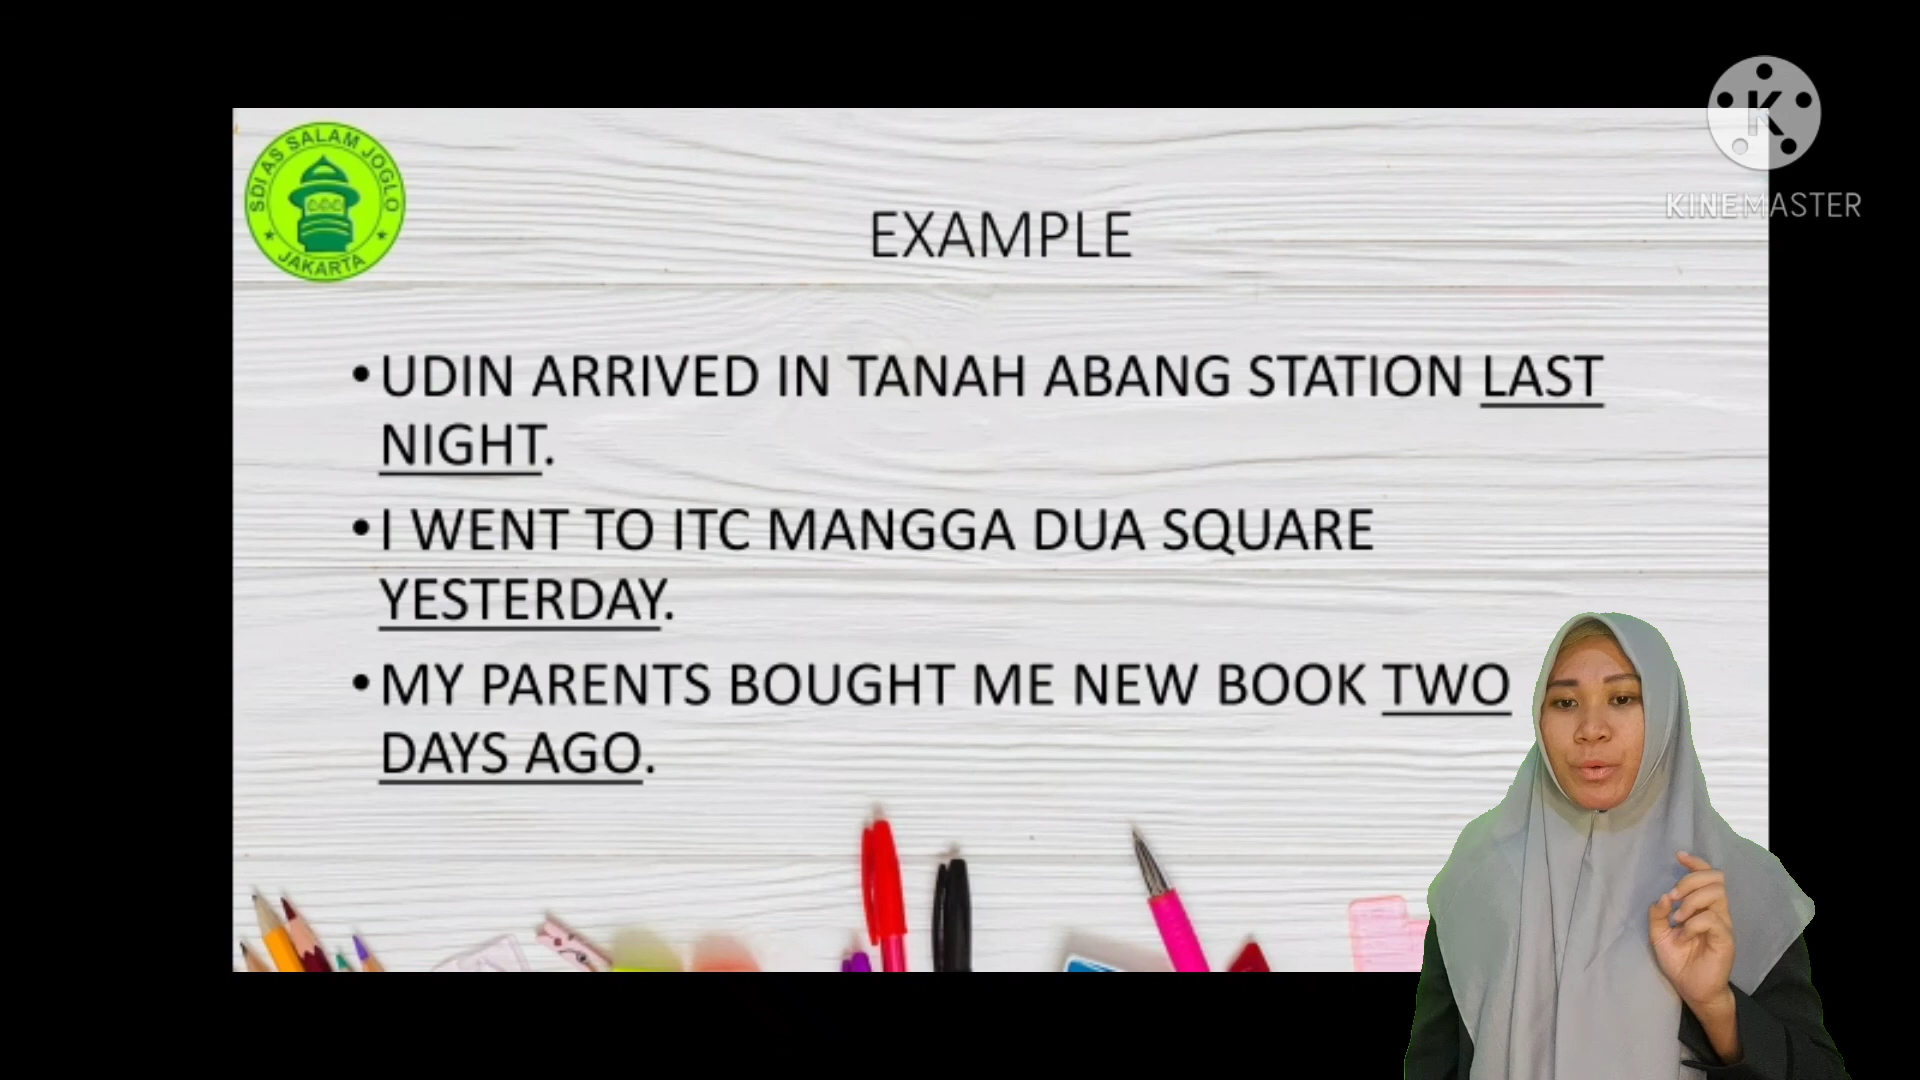 SDI AS SALAM JOGLO
JAKARTA
K
KINEMASTER
EXAMPLE
•UDIN ARRIVED IN TANAH ABANG STATION LAST
NIGHT.
•I WENT TO ITC MANGGA DUA SQUARE
YESTERDAY.
•MY PARENTS BOUGHT ME NEW BOOK TWO
DAYS AGO.